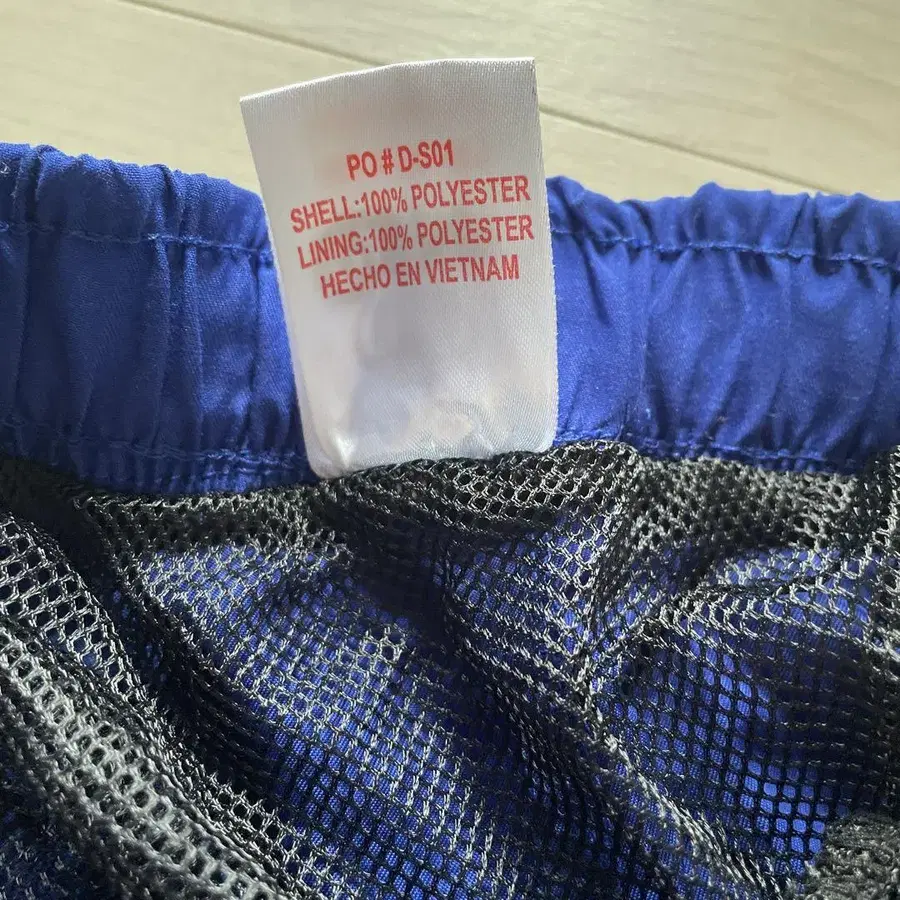 PO # D-S01
SHELL:100% POLYESTER
LINING:100% POLYESTER
HECHO EN VIETNAM